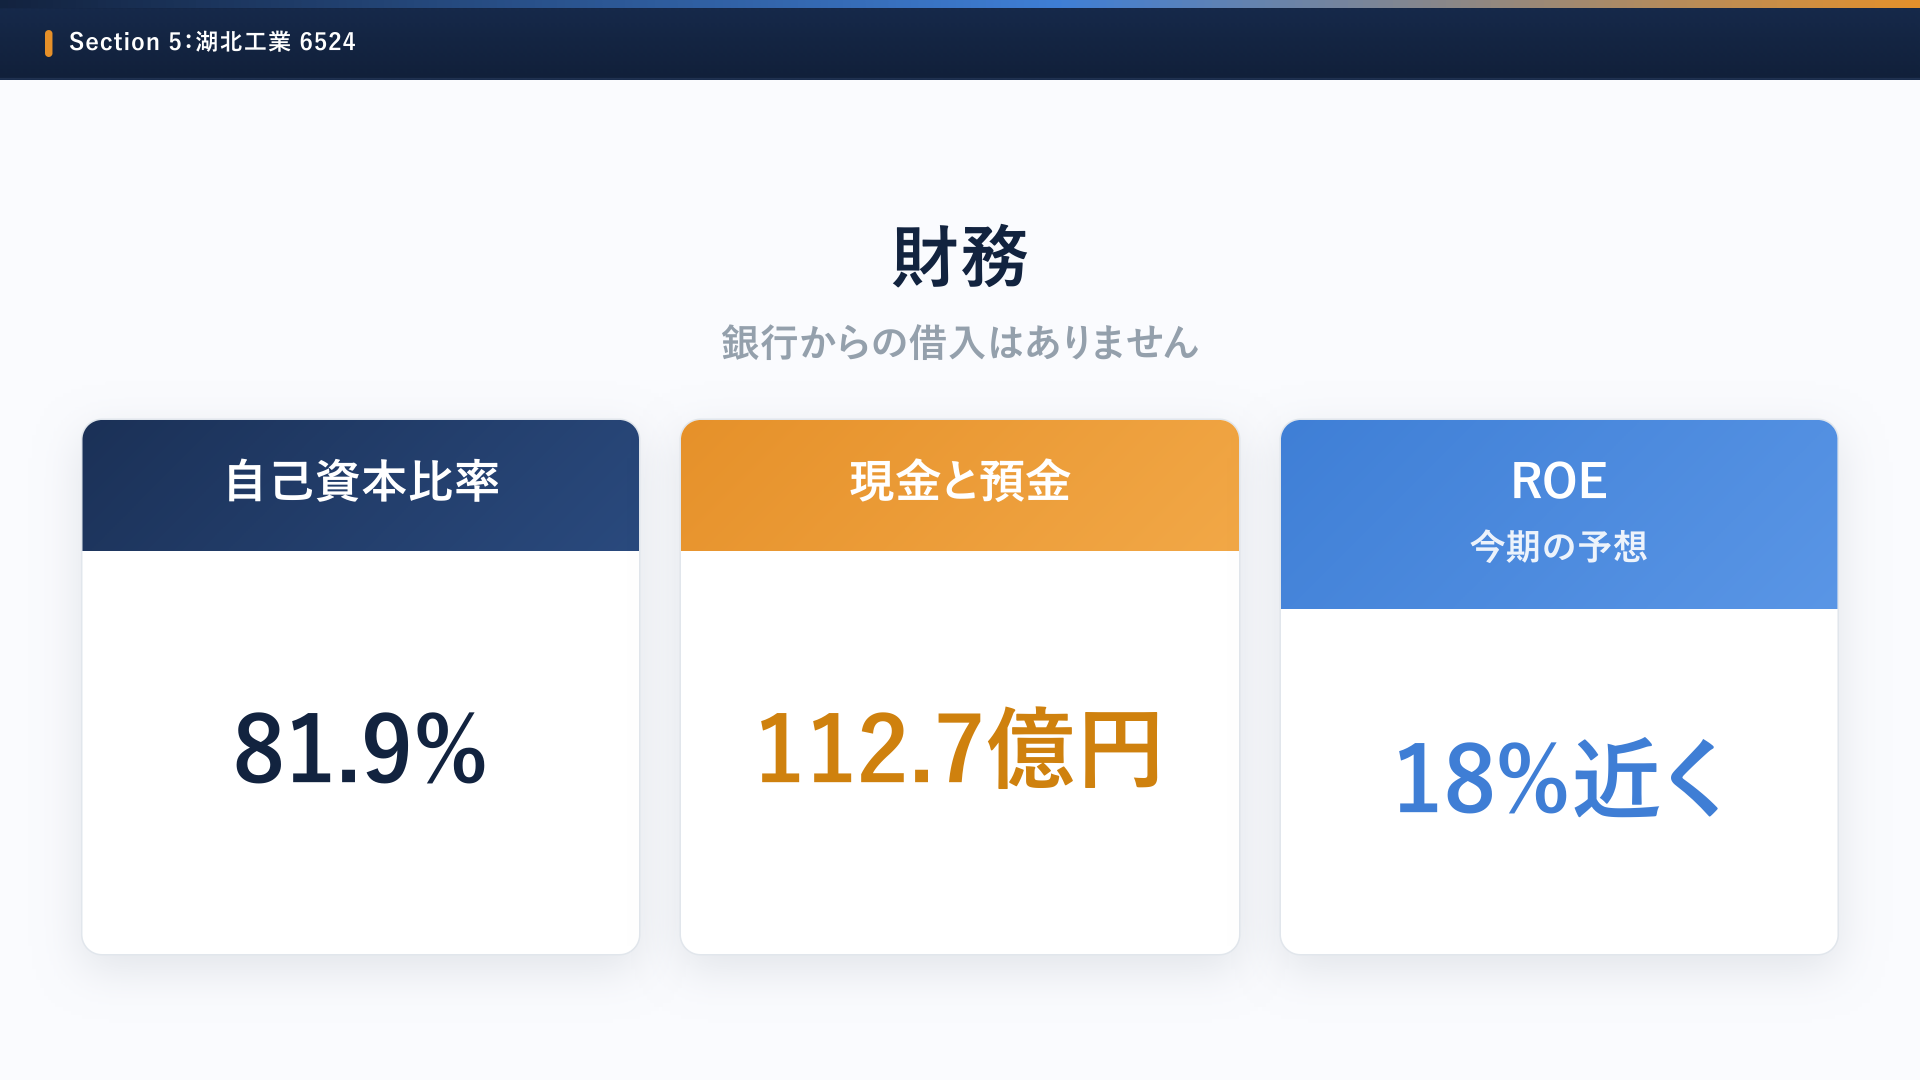 Section 5：湖北工業 6524
財務
銀行からの借入はありません
自己資本比率
81.9%
現金と預金
112.7億円
ROE
今期の予想
18%近く